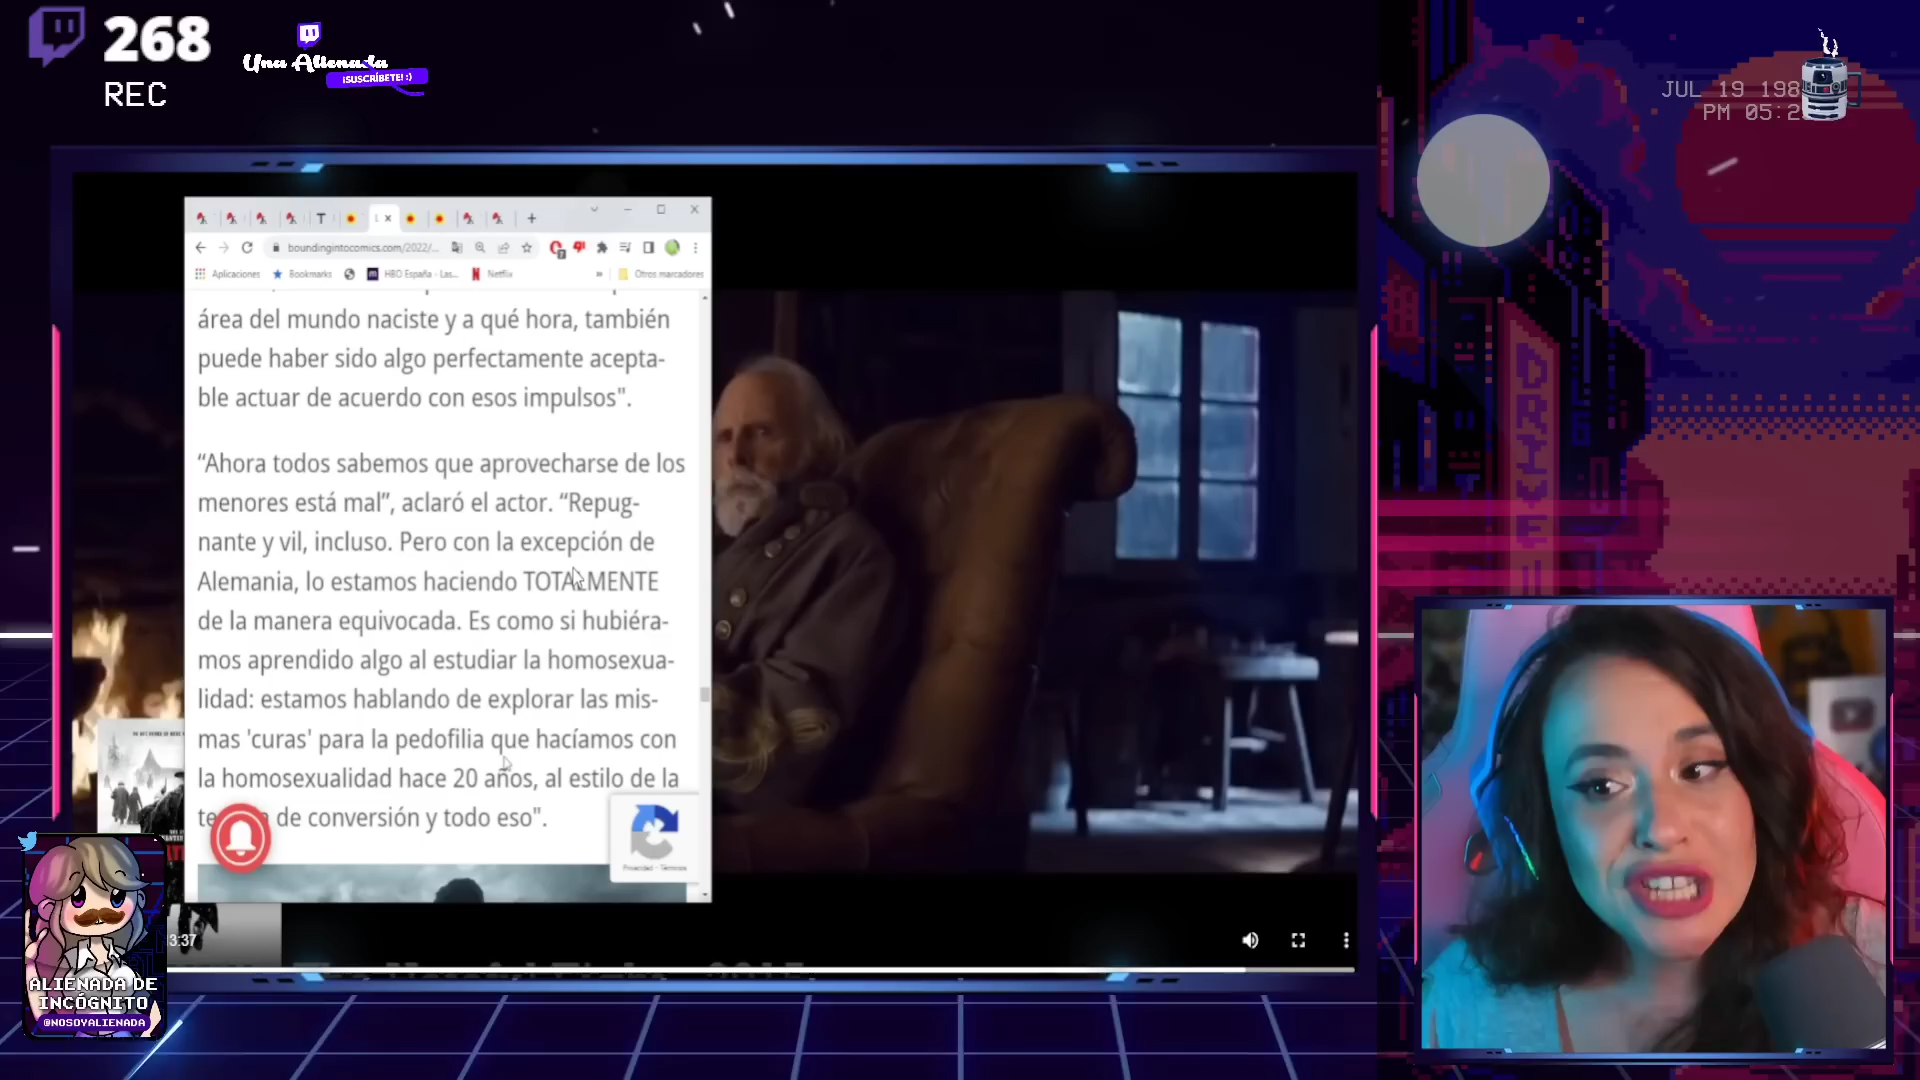 268
REC
Una Alienada
¡SUSCRÍBETE! :)
JUL 19 198
PM 05:2
boundingintocomics.com/2022/...
Aplicaciones
Bookmarks
HBO España - Las...
Netflix
Otros marcadores
área del mundo naciste y a qué hora, también
puede haber sido algo perfectamente acepta-
ble actuar de acuerdo con esos impulsos".
“Ahora todos sabemos que aprovecharse de los
menores está mal”, aclaró el actor. “Repug-
nante y vil, incluso. Pero con la excepción de
Alemania, lo estamos haciendo TOTALMENTE
de la manera equivocada. Es como si hubiéra-
mos aprendido algo al estudiar la homosexua-
lidad: estamos hablando de explorar las mis-
mas 'curas' para la pedofilia que hacíamos con
la homosexualidad hace 20 años, al estilo de la
de conversión y todo eso".
Privacidad - Términos
3:37
DRIVE
ALIENADA DE
INCÓGNITO
@NOSOYALIENADA